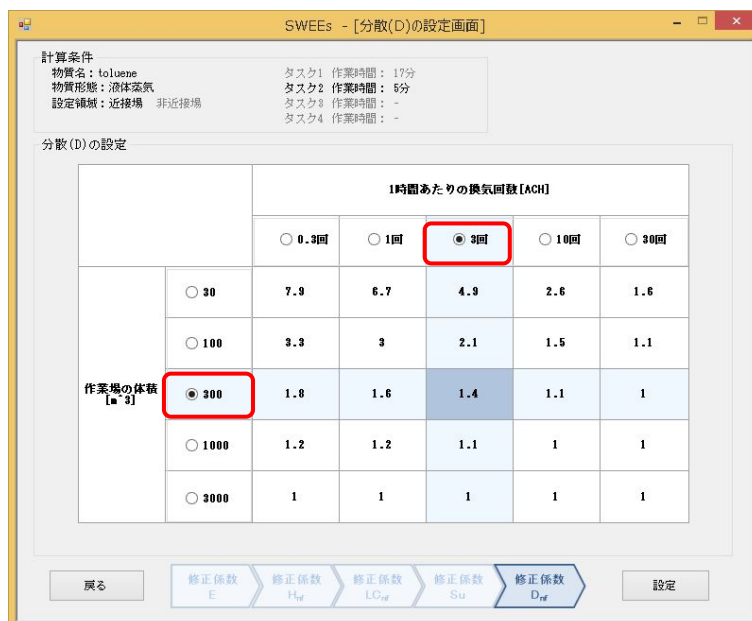 SWEEs - [分散(D)の設定画面]
計算条件
物質名：toluene
物質形態：液体蒸気
設定領域：近接場 非近接場
タスク1 作業時間： 17分
タスク2 作業時間： 5分
タスク3 作業時間： -
タスク4 作業時間： -
分散(D)の設定
1時間あたりの換気回数[ACH]
0.3回 1回 3回 10回 30回
30 7.9 6.7 4.9 2.6 1.6
100 3.3 3 2.1 1.5 1.1
作業場の体積
[m^3]
300 1.8 1.6 1.4 1.1 1
1000 1.2 1.2 1.1 1 1
3000 1 1 1 1 1
戻る
修正係数
E
修正係数
Hnf
修正係数
LCnf
修正係数
Su
修正係数
Dnf
設定